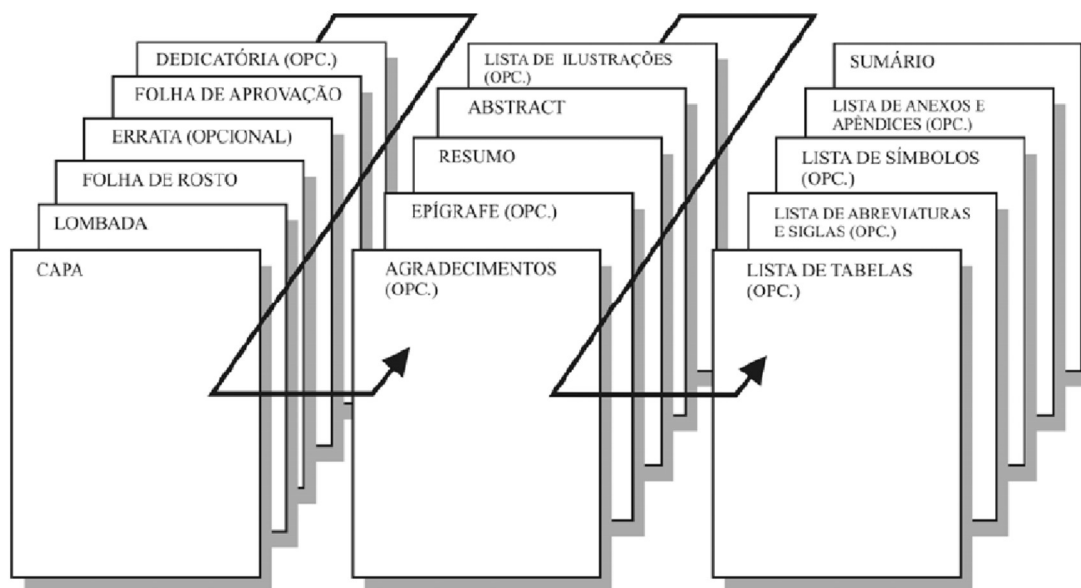 DEDICATÓRIA (OPC.)
FOLHA DE APROVAÇÃO
ERRATA (OPCIONAL)
FOLHA DE ROSTO
LOMBADA
CAPA
LISTA DE ILUSTRAÇÕES
(OPC.)
ABSTRACT
RESUMO
EPÍGRAFE (OPC.)
AGRADECIMENTOS
(OPC.)
SUMÁRIO
LISTA DE ANEXOS E
APÊNDICES (OPC.)
LISTA DE SÍMBOLOS
(OPC.)
LISTA DE ABREVIATURAS
E SIGLAS (OPC.)
LISTA DE TABELAS
(OPC.)